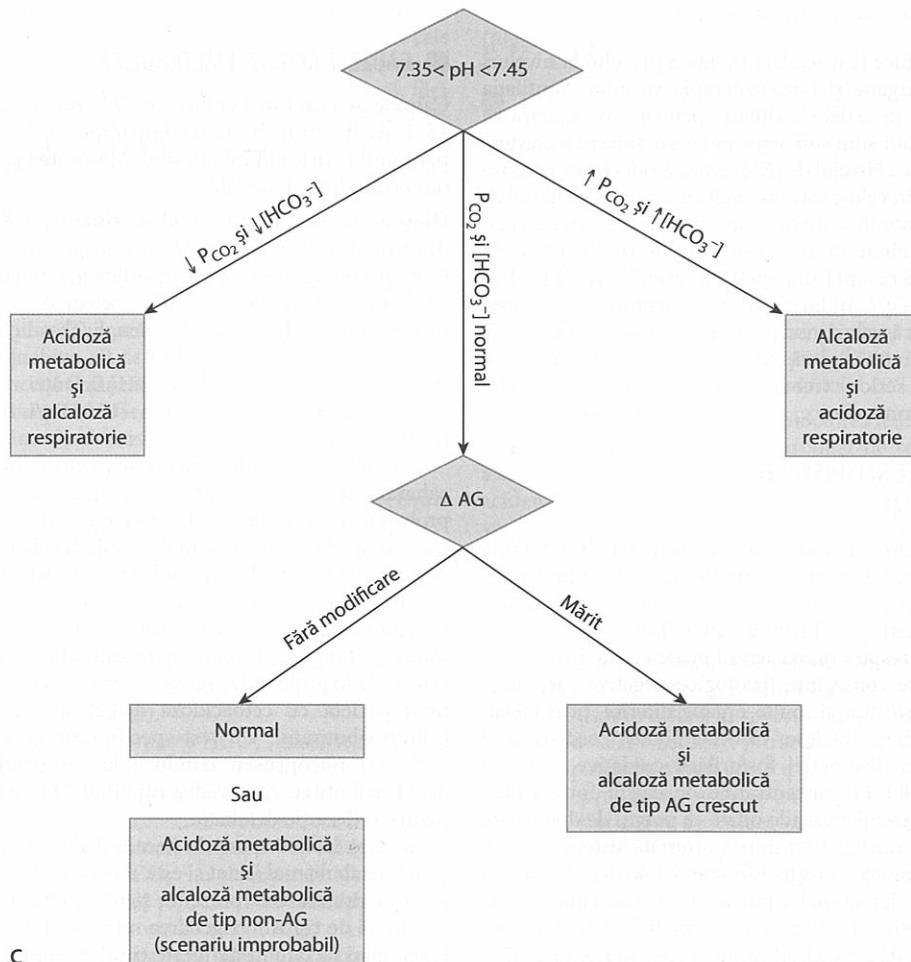 7.35< pH <7.45
↓ PCO2 și ↓[HCO3−]
PCO2 și [HCO3−] normal
↑ PCO2 și ↑[HCO3−]
Acidoză
metabolică
și
alcaloză
respiratorie
Alcaloză
metabolică
și
acidoză
respiratorie
Δ AG
Fără modificare
Mărit
Normal
Sau
Acidoză metabolică
și
alcaloză metabolică
de tip non-AG
(scenariu improbabil)
Acidoză metabolică
și
alcaloză metabolică
de tip AG crescut
C